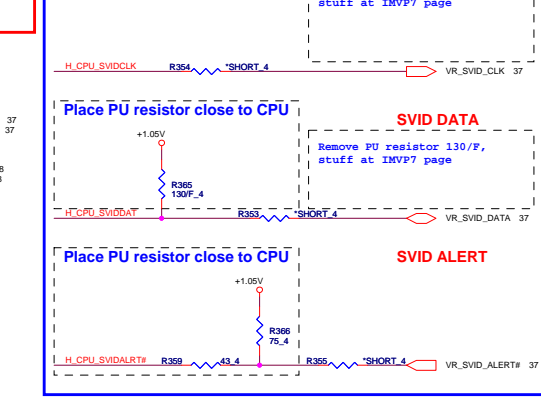 stuff at IMVP7 page
H_CPU_SVIDCLK R354 *SHORT_4 VR_SVID_CLK 37
37
37
Place PU resistor close to CPU
SVID DATA
+1.05V
Remove PU resistor 130/F,
stuff at IMVP7 page
R365
130/F_4
H_CPU_SVIDDAT R353 *SHORT_4 VR_SVID_DATA 37
Place PU resistor close to CPU
SVID ALERT
+1.05V
R366
75_4
H_CPU_SVIDALRT# R359 43_4 R355 *SHORT_4 VR_SVID_ALERT# 37